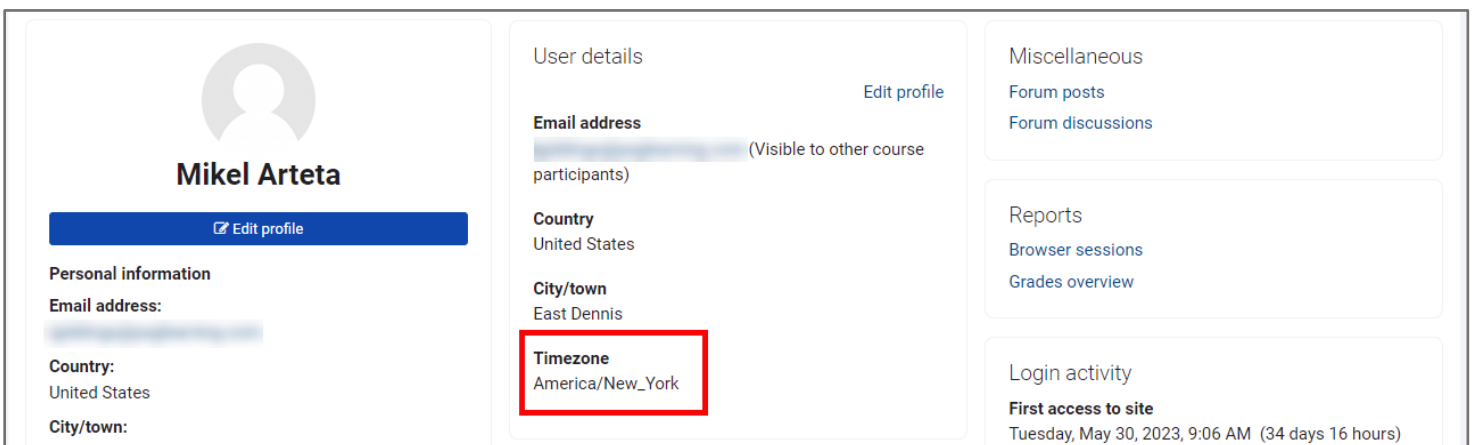 Mikel Arteta
Edit profile
Personal information
Email address:
Country:
United States
City/town:
User details
Edit profile
Email address
(Visible to other course
participants)
Country
United States
City/town
East Dennis
Timezone
America/New_York
Miscellaneous
Forum posts
Forum discussions
Reports
Browser sessions
Grades overview
Login activity
First access to site
Tuesday, May 30, 2023, 9:06 AM  (34 days 16 hours)